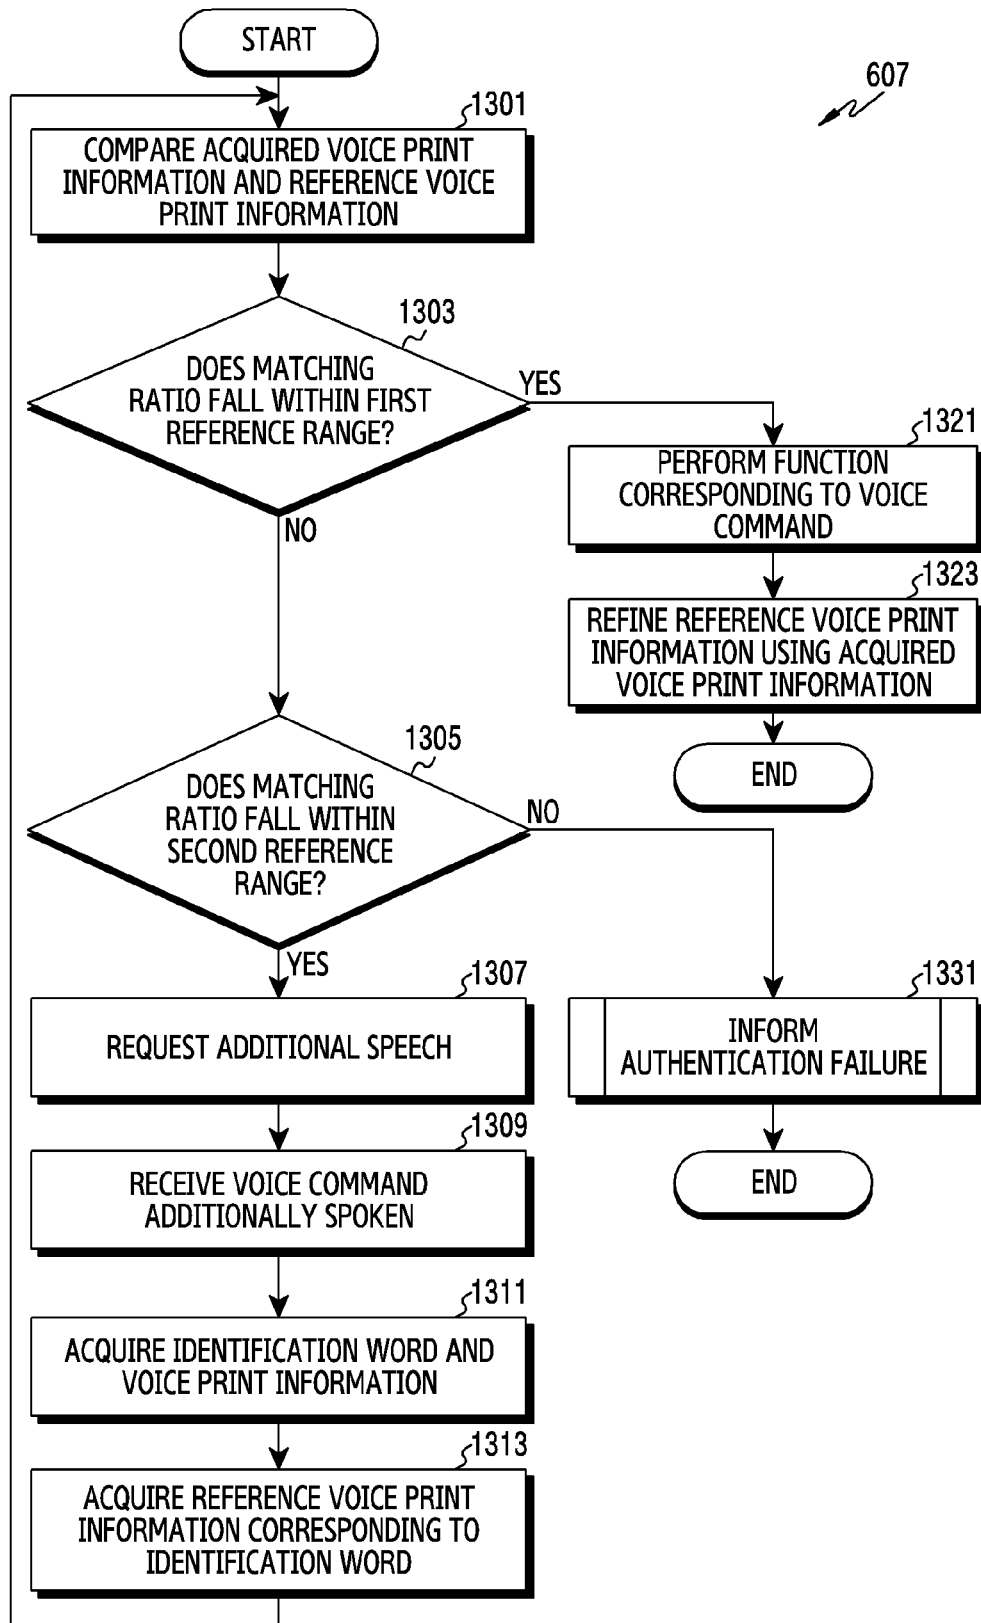 START
607
1301
COMPARE ACQUIRED VOICE PRINT
INFORMATION AND REFERENCE VOICE
PRINT INFORMATION
1303
DOES MATCHING
RATIO FALL WITHIN FIRST
REFERENCE RANGE?
YES
NO
1321
PERFORM FUNCTION
CORRESPONDING TO VOICE
COMMAND
1323
REFINE REFERENCE VOICE PRINT
INFORMATION USING ACQUIRED
VOICE PRINT INFORMATION
END
1305
DOES MATCHING
RATIO FALL WITHIN
SECOND REFERENCE
RANGE?
NO
YES
1307
REQUEST ADDITIONAL SPEECH
1331
INFORM
AUTHENTICATION FAILURE
END
1309
RECEIVE VOICE COMMAND
ADDITIONALLY SPOKEN
1311
ACQUIRE IDENTIFICATION WORD AND
VOICE PRINT INFORMATION
1313
ACQUIRE REFERENCE VOICE PRINT
INFORMATION CORRESPONDING TO
IDENTIFICATION WORD